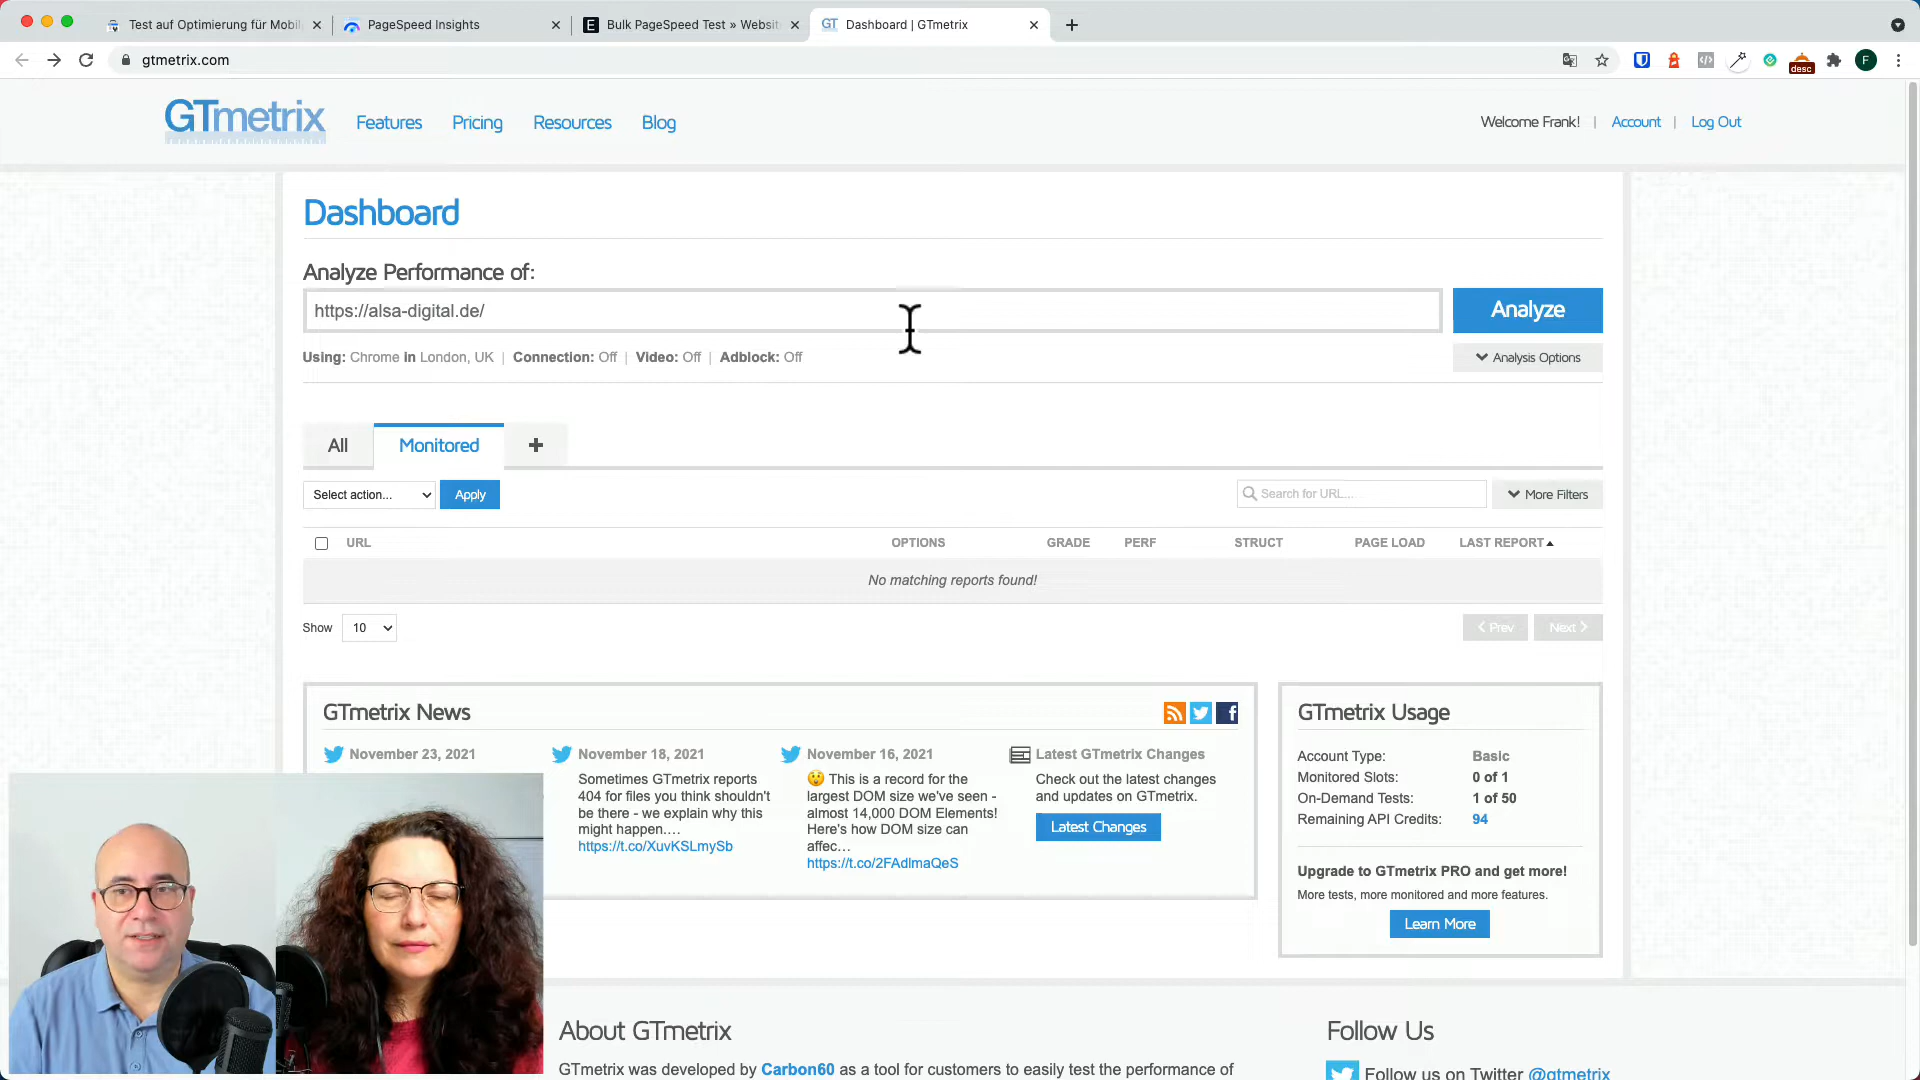 Test auf Optimierung für Mobil
PageSpeed Insights
Bulk PageSpeed Test » Websit
GT Dashboard | GTmetrix
gtmetrix.com
desc
F
GTmetrix
Features
Pricing
Resources
Blog
Welcome Frank! | Account | Log Out
Dashboard
Analyze Performance of:
https://alsa-digital.de/
Analyze
Using: Chrome in London, UK | Connection: Off | Video: Off | Adblock: Off
Analysis Options
All
Monitored
+
Select action...
Apply
Search for URL...
More Filters
URL OPTIONS GRADE PERF STRUCT PAGE LOAD LAST REPORT
No matching reports found!
Show 10
Prev
Next
GTmetrix News
November 23, 2021
November 18, 2021
Sometimes GTmetrix reports
404 for files you think shouldn't
be there - we explain why this
might happen....
https://t.co/XuvKSLmySb
November 16, 2021
😲 This is a record for the
largest DOM size we've seen -
almost 14,000 DOM Elements!
Here's how DOM size can
affec...
https://t.co/2FAdlmaQeS
Latest GTmetrix Changes
Check out the latest changes
and updates on GTmetrix.
Latest Changes
GTmetrix Usage
Account Type: Basic
Monitored Slots: 0 of 1
On-Demand Tests: 1 of 50
Remaining API Credits: 94
Upgrade to GTmetrix PRO and get more!
More tests, more monitored and more features.
Learn More
About GTmetrix
GTmetrix was developed by Carbon60 as a tool for customers to easily test the performance of
Follow Us
Follow us on Twitter @gtmetrix